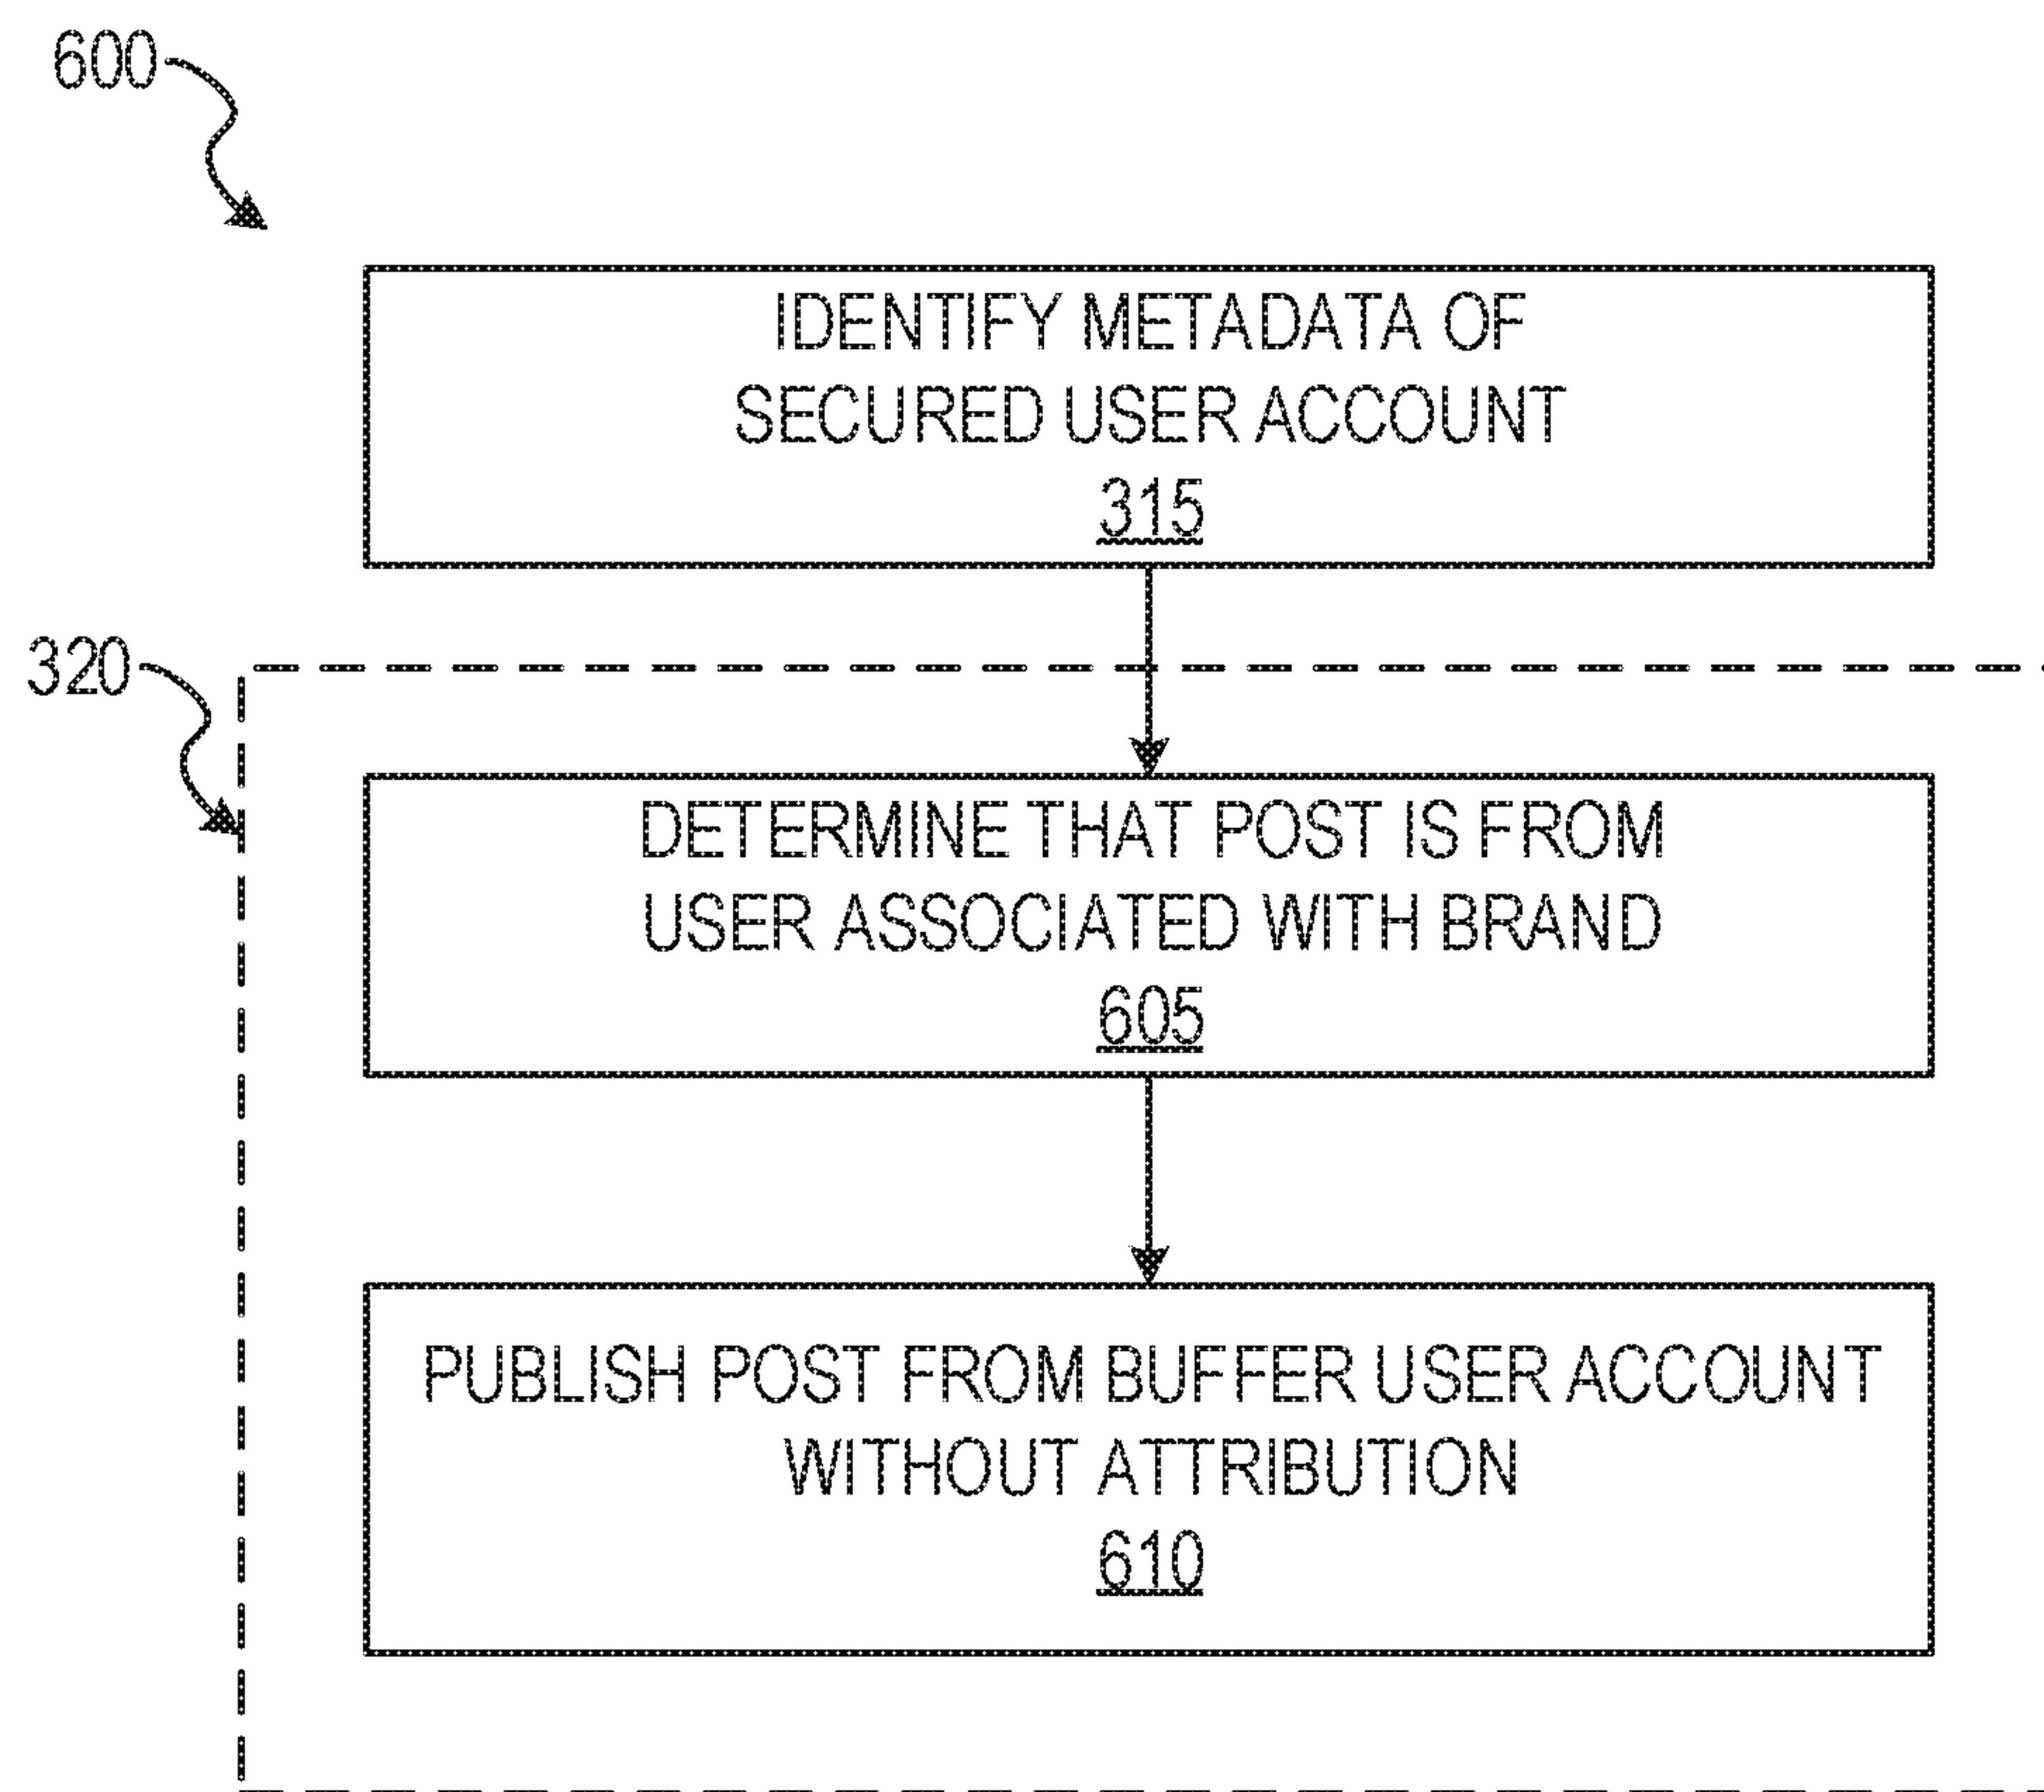 600
IDENTIFY METADATA OF
SECURED USER ACCOUNT
315
320
DETERMINE THAT POST IS FROM
USER ASSOCIATED WITH BRAND
605
PUBLISH POST FROM BUFFER USER ACCOUNT
WITHOUT ATTRIBUTION
610